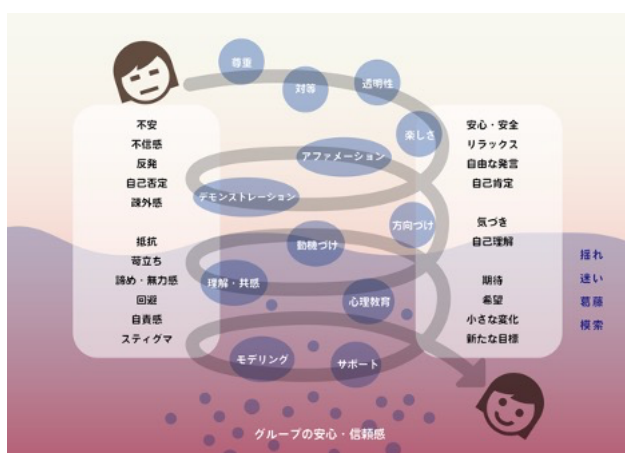 尊重
対等
透明性
楽しさ
アファメーション
デモンストレーション
方向づけ
動機づけ
理解・共感
心理教育
モデリング
サポート
不安
不信感
反発
自己否定
疎外感
抵抗
苛立ち
諦め・無力感
回避
自責感
スティグマ
安心・安全
リラックス
自由な発言
自己肯定
気づき
自己理解
期待
希望
小さな変化
新たな目標
揺れ
迷い
葛藤
模索
グループの安心・信頼感